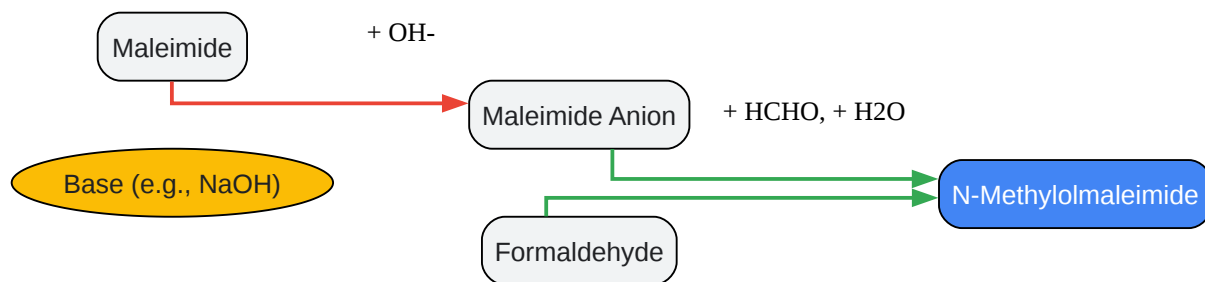 Maleimide
+ OH-
Maleimide Anion
+ HCHO, + H2O
Base (e.g., NaOH)
N-Methylolmaleimide
Formaldehyde